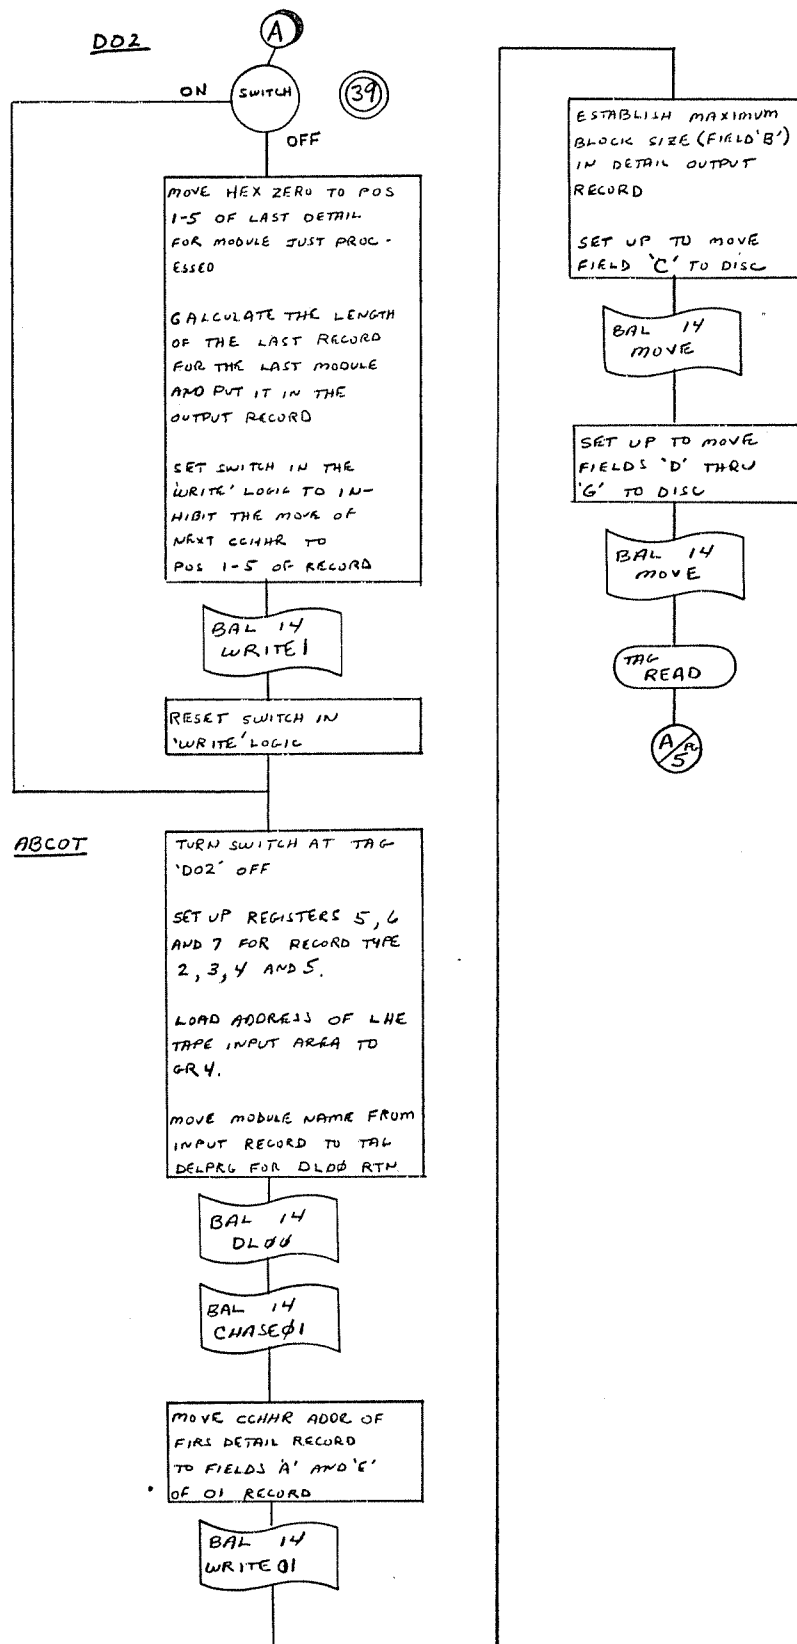 DO2
A
ON
SWITCH
39
OFF
MOVE HEX ZERO TO POS
1-5 OF LAST DETAIL
FOR MODULE JUST PROC-
ESSED
CALCULATE THE LENGTH
OF THE LAST RECORD
FOR THE LAST MODULE
AND PUT IT IN THE
OUTPUT RECORD
SET SWITCH IN THE
'WRITE' LOGIC TO IN-
HIBIT THE MOVE OF
NEXT CCHHR TO
POS 1-5 OF RECORD
BAL 14
WRITE1
RESET SWITCH IN
'WRITE' LOGIC
ABCOT
TURN SWITCH AT TAG
'DO2' OFF
SET UP REGISTERS 5, 6
AND 7 FOR RECORD TYPE
2, 3, 4 AND 5.
LOAD ADDRESS OF LHE
TAPE INPUT AREA TO
GR 4.
MOVE MODULE NAME FROM
INPUT RECORD TO TAG
DELPRG FOR DLDØ RTN
BAL 14
DLØØ
BAL 14
CHASEØ1
MOVE CCHHR ADDR OF
FIRS DETAIL RECORD
TO FIELDS 'A' AND 'E'
OF 01 RECORD
BAL 14
WRITE 01
ESTABLISH MAXIMUM
BLOCK SIZE (FIELD 'B')
IN DETAIL OUTPUT
RECORD
SET UP TO MOVE
FIELD 'C' TO DISC
BAL 14
MOVE
SET UP TO MOVE
FIELDS 'D' THRU
'G' TO DISC
BAL 14
MOVE
TAG
READ
A PG
5